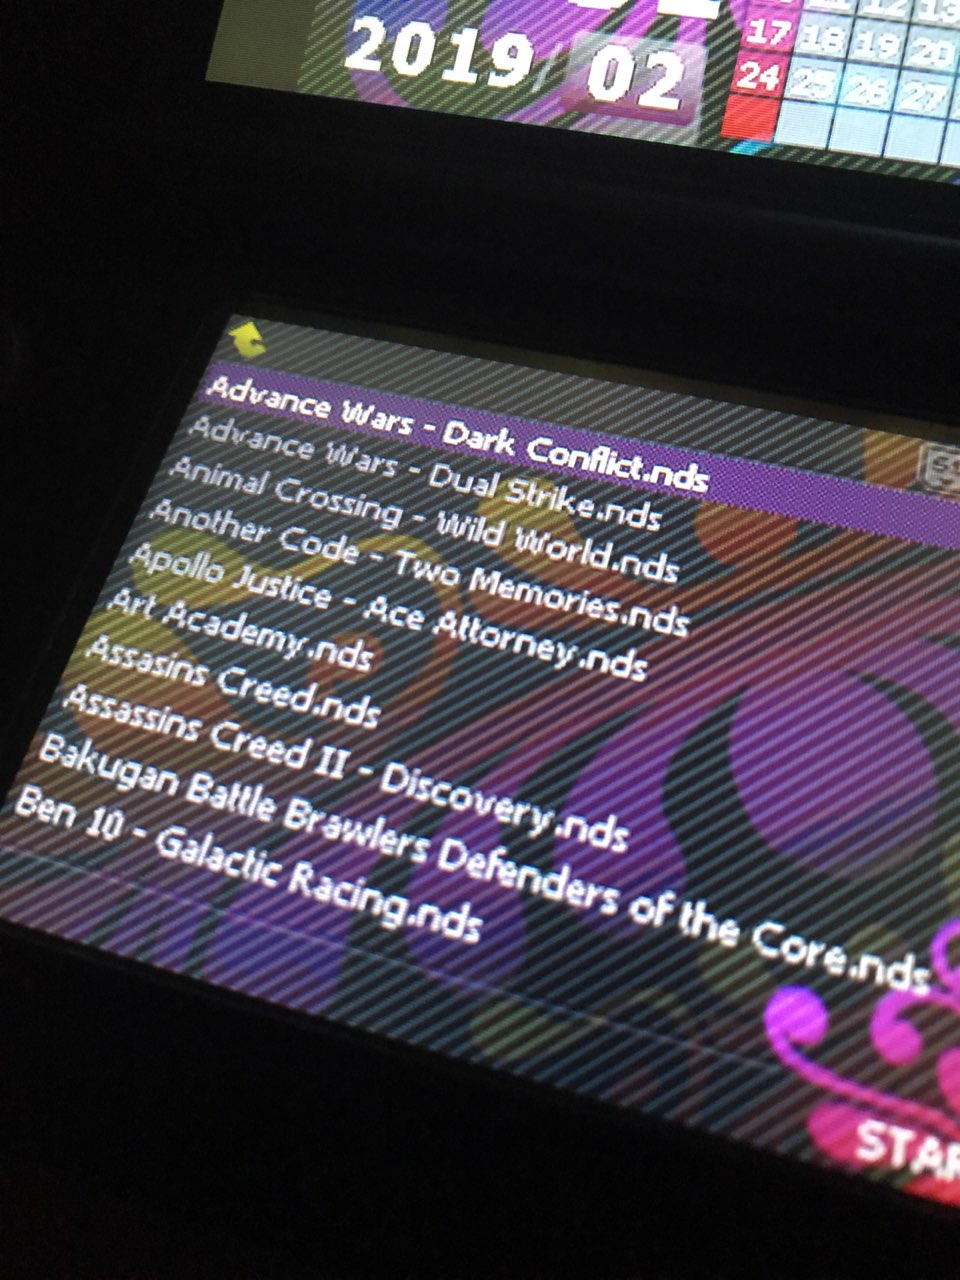 17 18 19 20
2019/02 24 25 26 27
Advance Wars - Dark Conflict.nds
Advance Wars - Dual Strike.nds
Animal Crossing - Wild World.nds
Another Code - Two Memories.nds
Apollo Justice - Ace Attorney.nds
Art Academy.nds
Assasins Creed.nds
Assassins Creed II - Discovery.nds
Bakugan Battle Brawlers Defenders of the Core.nds
Ben 10 - Galactic Racing.nds